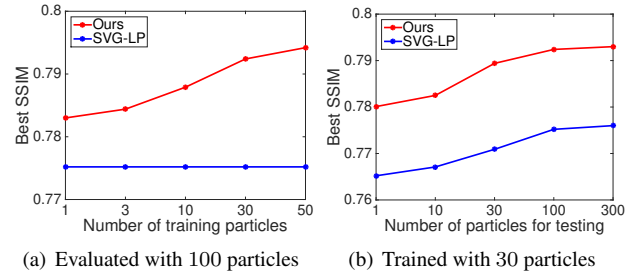 0.8
Ours
SVG-LP
0.79
0.78
0.77
Best SSIM
1 3 10 30 50
Number of training particles
(a) Evaluated with 100 particles
0.8
Ours
SVG-LP
0.79
0.78
0.77
0.76
Best SSIM
1 10 30 100 300
Number of particles for testing
(b) Trained with 30 particles